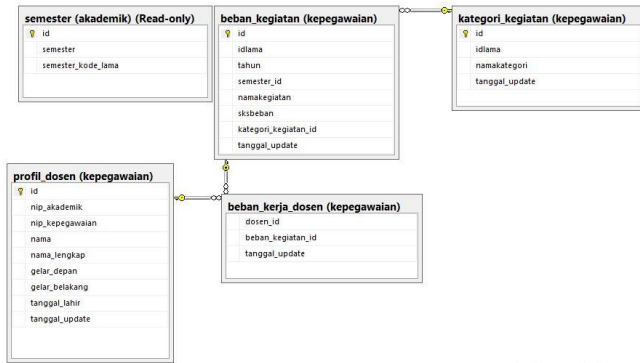 semester (akademik) (Read-only)
id
semester
semester_kode_lama
beban_kegiatan (kepegawaian)
id
idlama
tahun
semester_id
namakegiatan
sksbeban
kategori_kegiatan_id
tanggal_update
kategori_kegiatan (kepegawaian)
id
idlama
namakategori
tanggal_update
profil_dosen (kepegawaian)
id
nip_akademik
nip_kepegawaian
nama
nama_lengkap
gelar_depan
gelar_belakang
tanggal_lahir
tanggal_update
beban_kerja_dosen (kepegawaian)
dosen_id
beban_kegiatan_id
tanggal_update